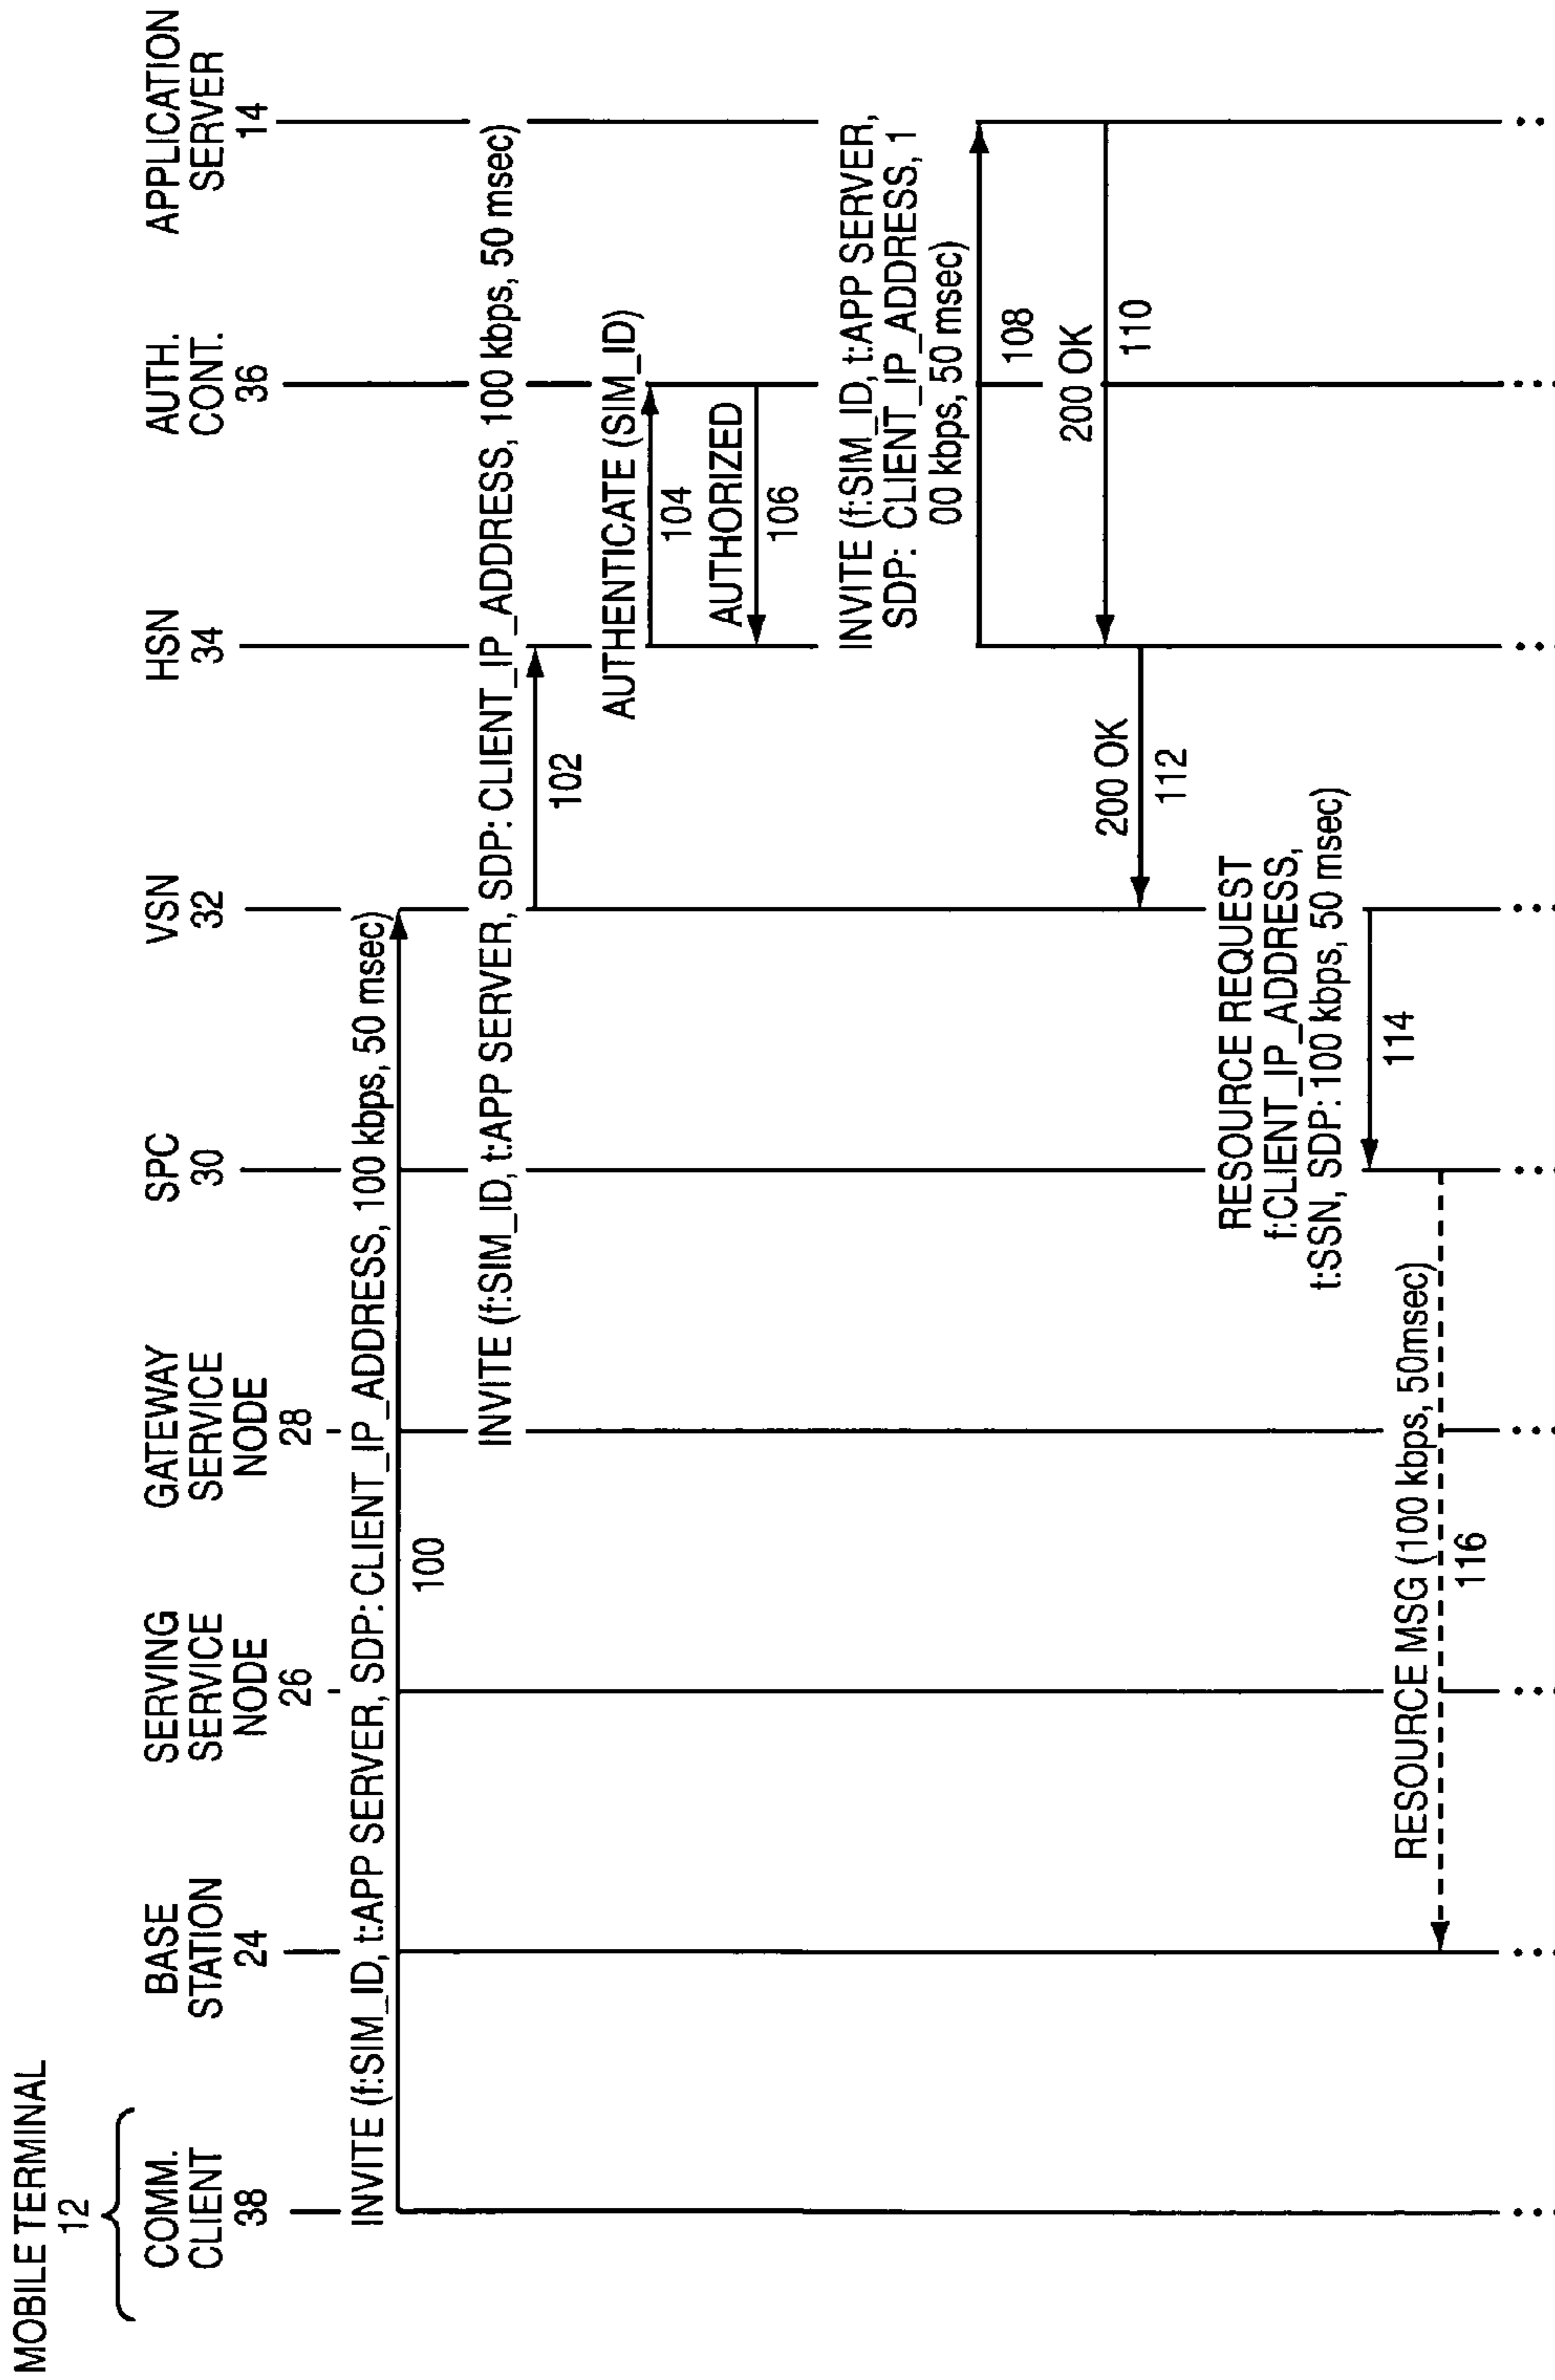 MOBILE TERMINAL
12
COMM.
CLIENT
38
BASE
STATION
24
SERVING
SERVICE
NODE
26
GATEWAY
SERVICE
NODE
28
SPC
30
VSN
32
HSN
34
AUTH.
CONT.
36
APPLICATION
SERVER
14
INVITE (f:SIM_ID, t:APP SERVER, SDP: CLIENT_IP_ADDRESS, 100 kbps, 50 msec)
100
INVITE (f:SIM_ID, t:APP SERVER, SDP: CLIENT_IP_ADDRESS, 100 kbps, 50 msec)
102
AUTHENTICATE (SIM_ID)
104
AUTHORIZED
106
INVITE (f:SIM_ID, t:APP SERVER,
SDP: CLIENT_IP_ADDRESS, 1
00 kbps, 50 msec)
108
200 OK
110
200 OK
112
RESOURCE REQUEST
f:CLIENT_IP_ADDRESS,
t:SSN, SDP: 100 kbps, 50 msec)
114
RESOURCE MSG (100 kbps, 50msec)
116